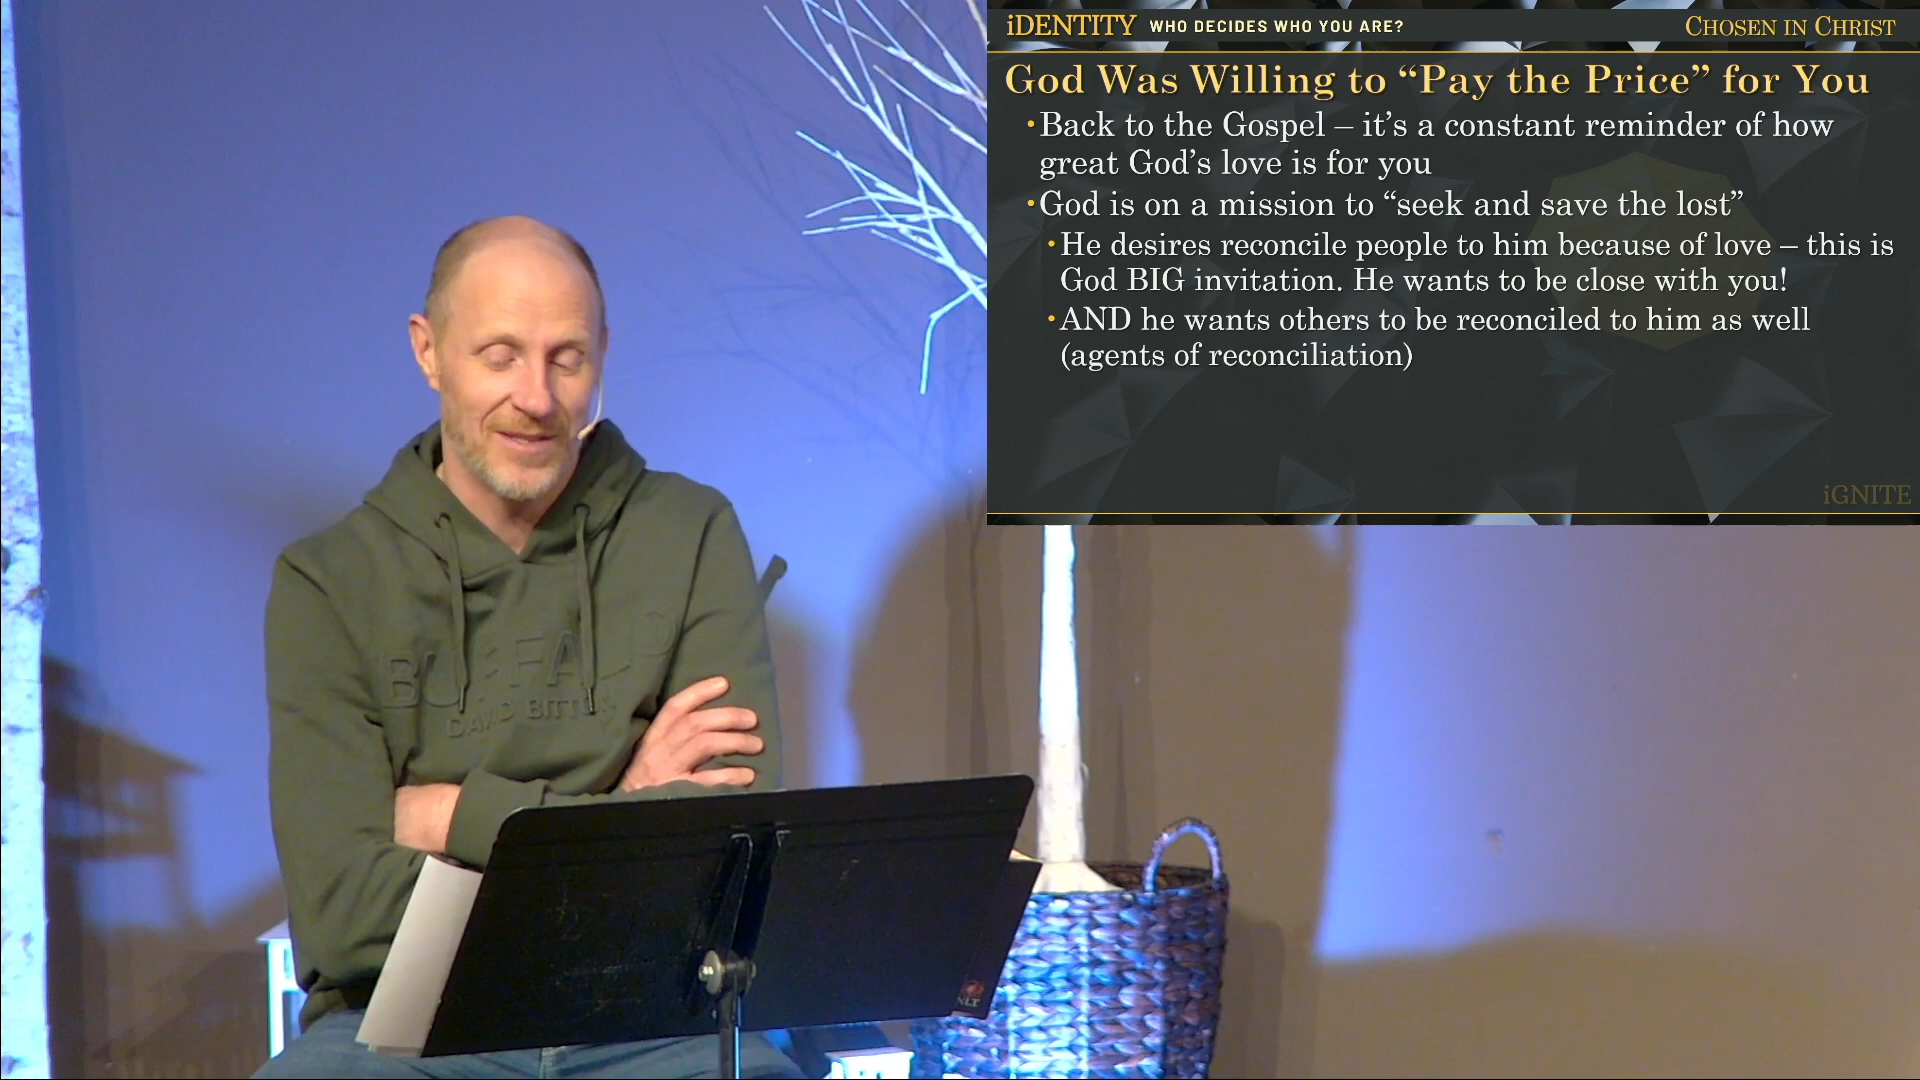 iDENTITY WHO DECIDES WHO YOU ARE?
CHOSEN IN CHRIST
God Was Willing to “Pay the Price” for You
•Back to the Gospel – it’s a constant reminder of how
great God’s love is for you
•God is on a mission to “seek and save the lost”
•He desires reconcile people to him because of love – this is
God BIG invitation. He wants to be close with you!
•AND he wants others to be reconciled to him as well
(agents of reconciliation)
iGNITE
BUFFALO
DAVID BITTON
NLT